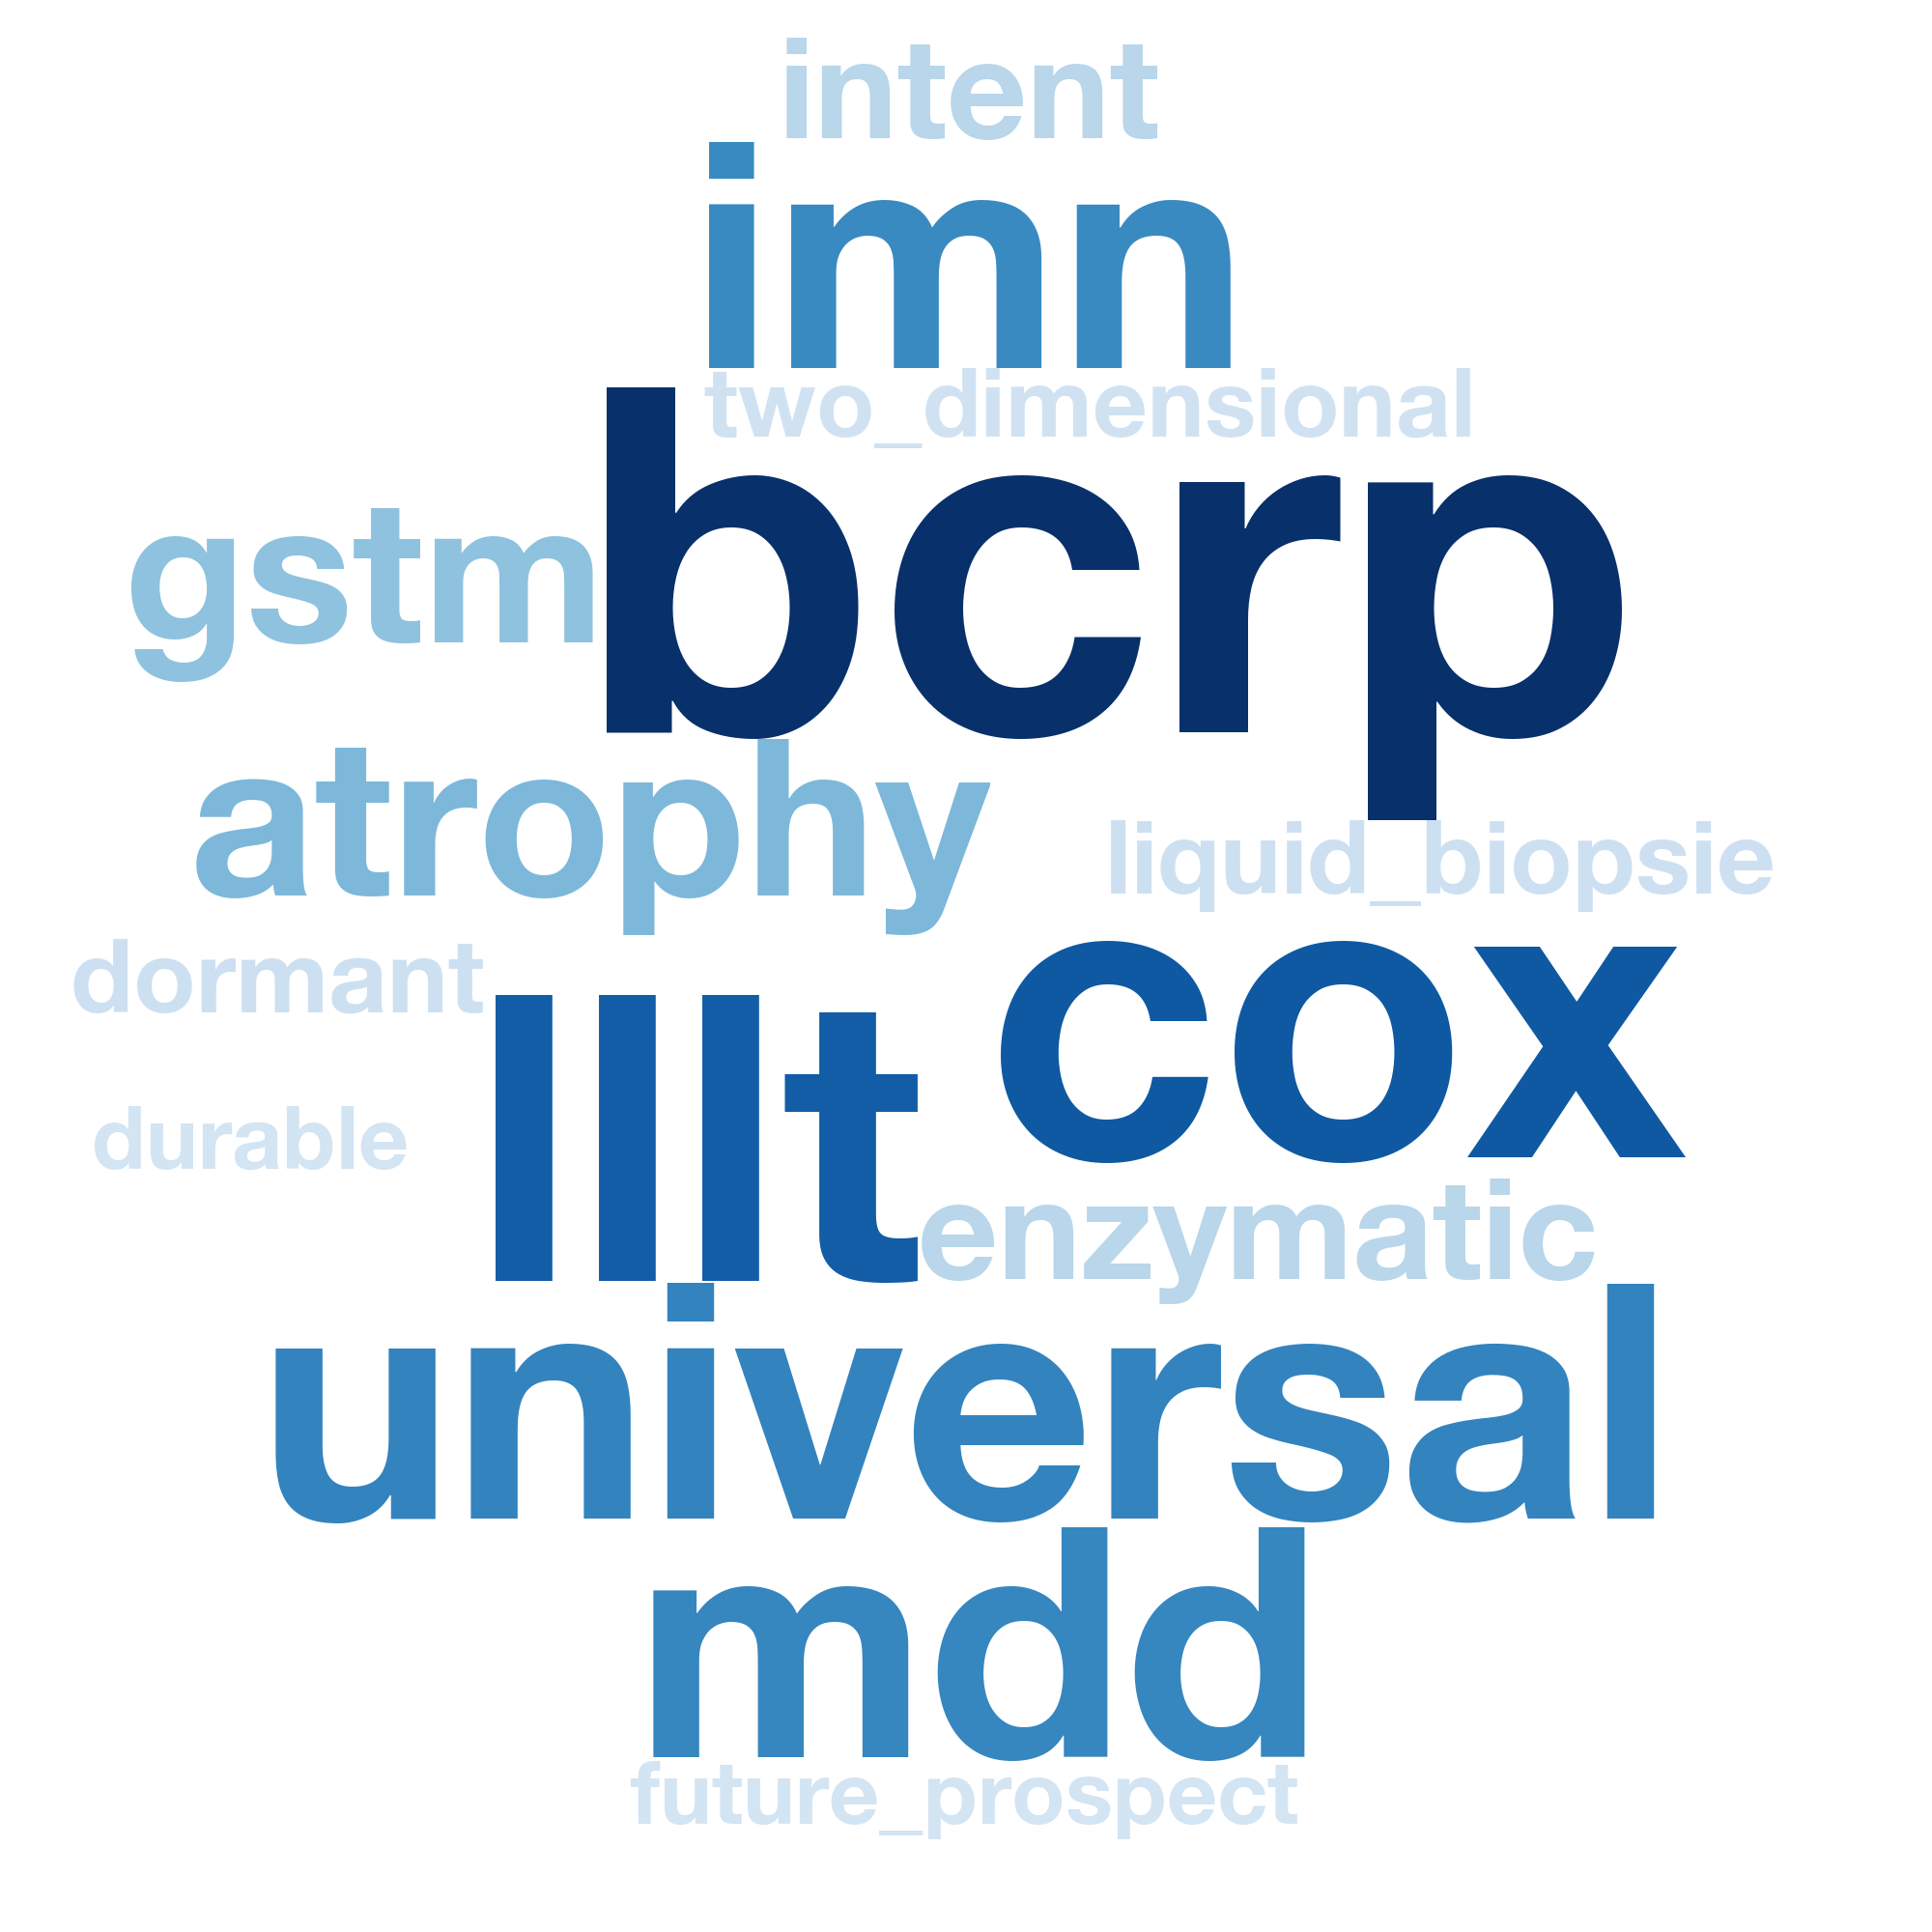 intent
imn
two_dimensional
bcrp
gstm
atrophy
liquid_biopsie
dormant
cox
lllt
durable
enzymatic
universal
mdd
future_prospect